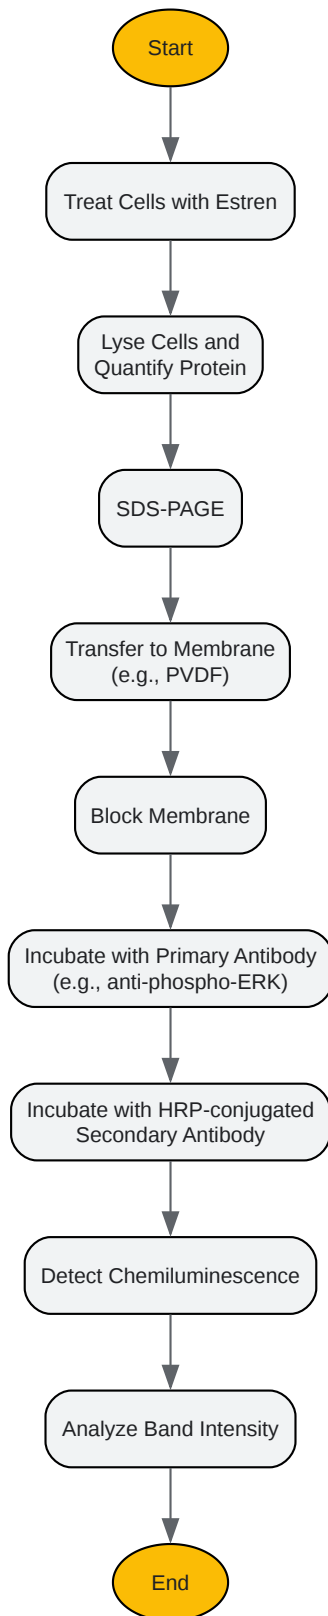 Start
Treat Cells with Estren
Lyse Cells and
Quantify Protein
SDS-PAGE
Transfer to Membrane
(e.g., PVDF)
Block Membrane
Incubate with Primary Antibody
(e.g., anti-phospho-ERK)
Incubate with HRP-conjugated
Secondary Antibody
Detect Chemiluminescence
Analyze Band Intensity
End